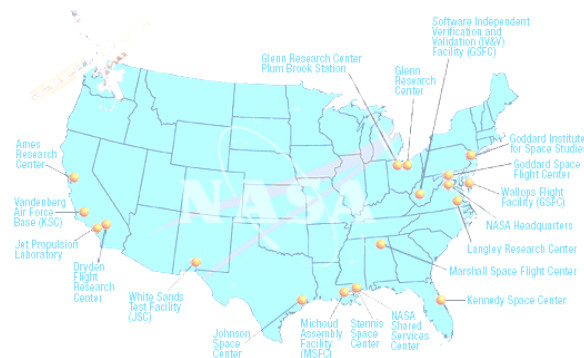 Software Independent
Verification and
Validation (IV&V)
Facility (GSFC)
Glenn Research Center
Plum Brook Station
Glenn
Research
Center
Ames
Research
Center
Goddard Institute
for Space Studies
Goddard Space
Flight Center
Wallops Flight
Facility (GSFC)
NASA Headquarters
Langley Research Center
Marshall Space Flight Center
Kennedy Space Center
NASA
Vandenberg
Air Force
Base (KSC)
Jet Propulsion
Laboratory
Dryden
Flight
Research
Center
White Sands
Test Facility
(JSC)
Johnson
Space
Center
Michoud
Assembly
Facility
(MSFC)
Stennis
Space
Center
NASA
Shared
Services
Center